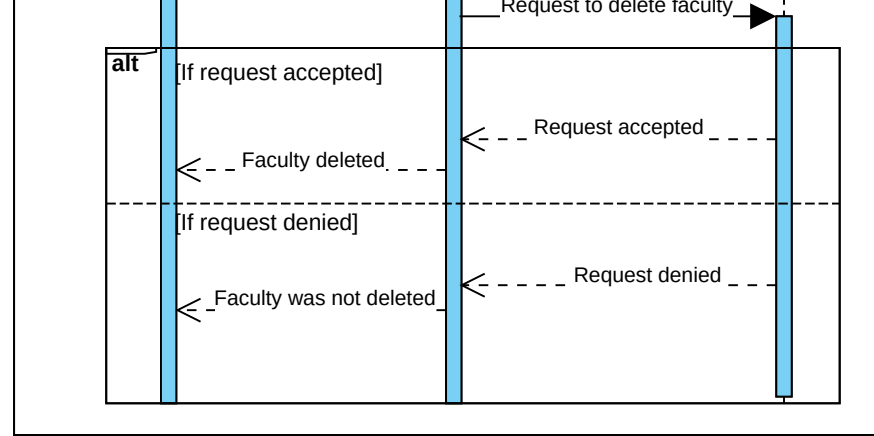 Request to delete faculty
alt
[If request accepted]
Request accepted
Faculty deleted
[If request denied]
Request denied
Faculty was not deleted